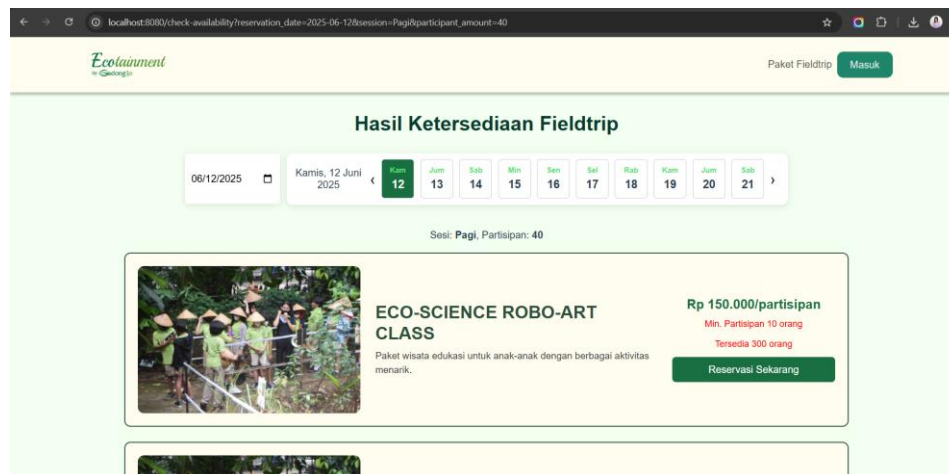 localhost:8080/check-availability?reservation_date=2025-06-12&session=Pagi&participant_amount=40
Ecotainment
by Godongijo
Paket Fieldtrip
Masuk
Hasil Ketersediaan Fieldtrip
06/12/2025
Kamis, 12 Juni
2025
‹
Kam
12
Jum
13
Sab
14
Min
15
Sen
16
Sel
17
Rab
18
Kam
19
Jum
20
Sab
21
›
Sesi: Pagi, Partisipan: 40
ECO-SCIENCE ROBO-ART
CLASS
Paket wisata edukasi untuk anak-anak dengan berbagai aktivitas
menarik.
Rp 150.000/partisipan
Min. Partisipan 10 orang
Tersedia 300 orang
Reservasi Sekarang